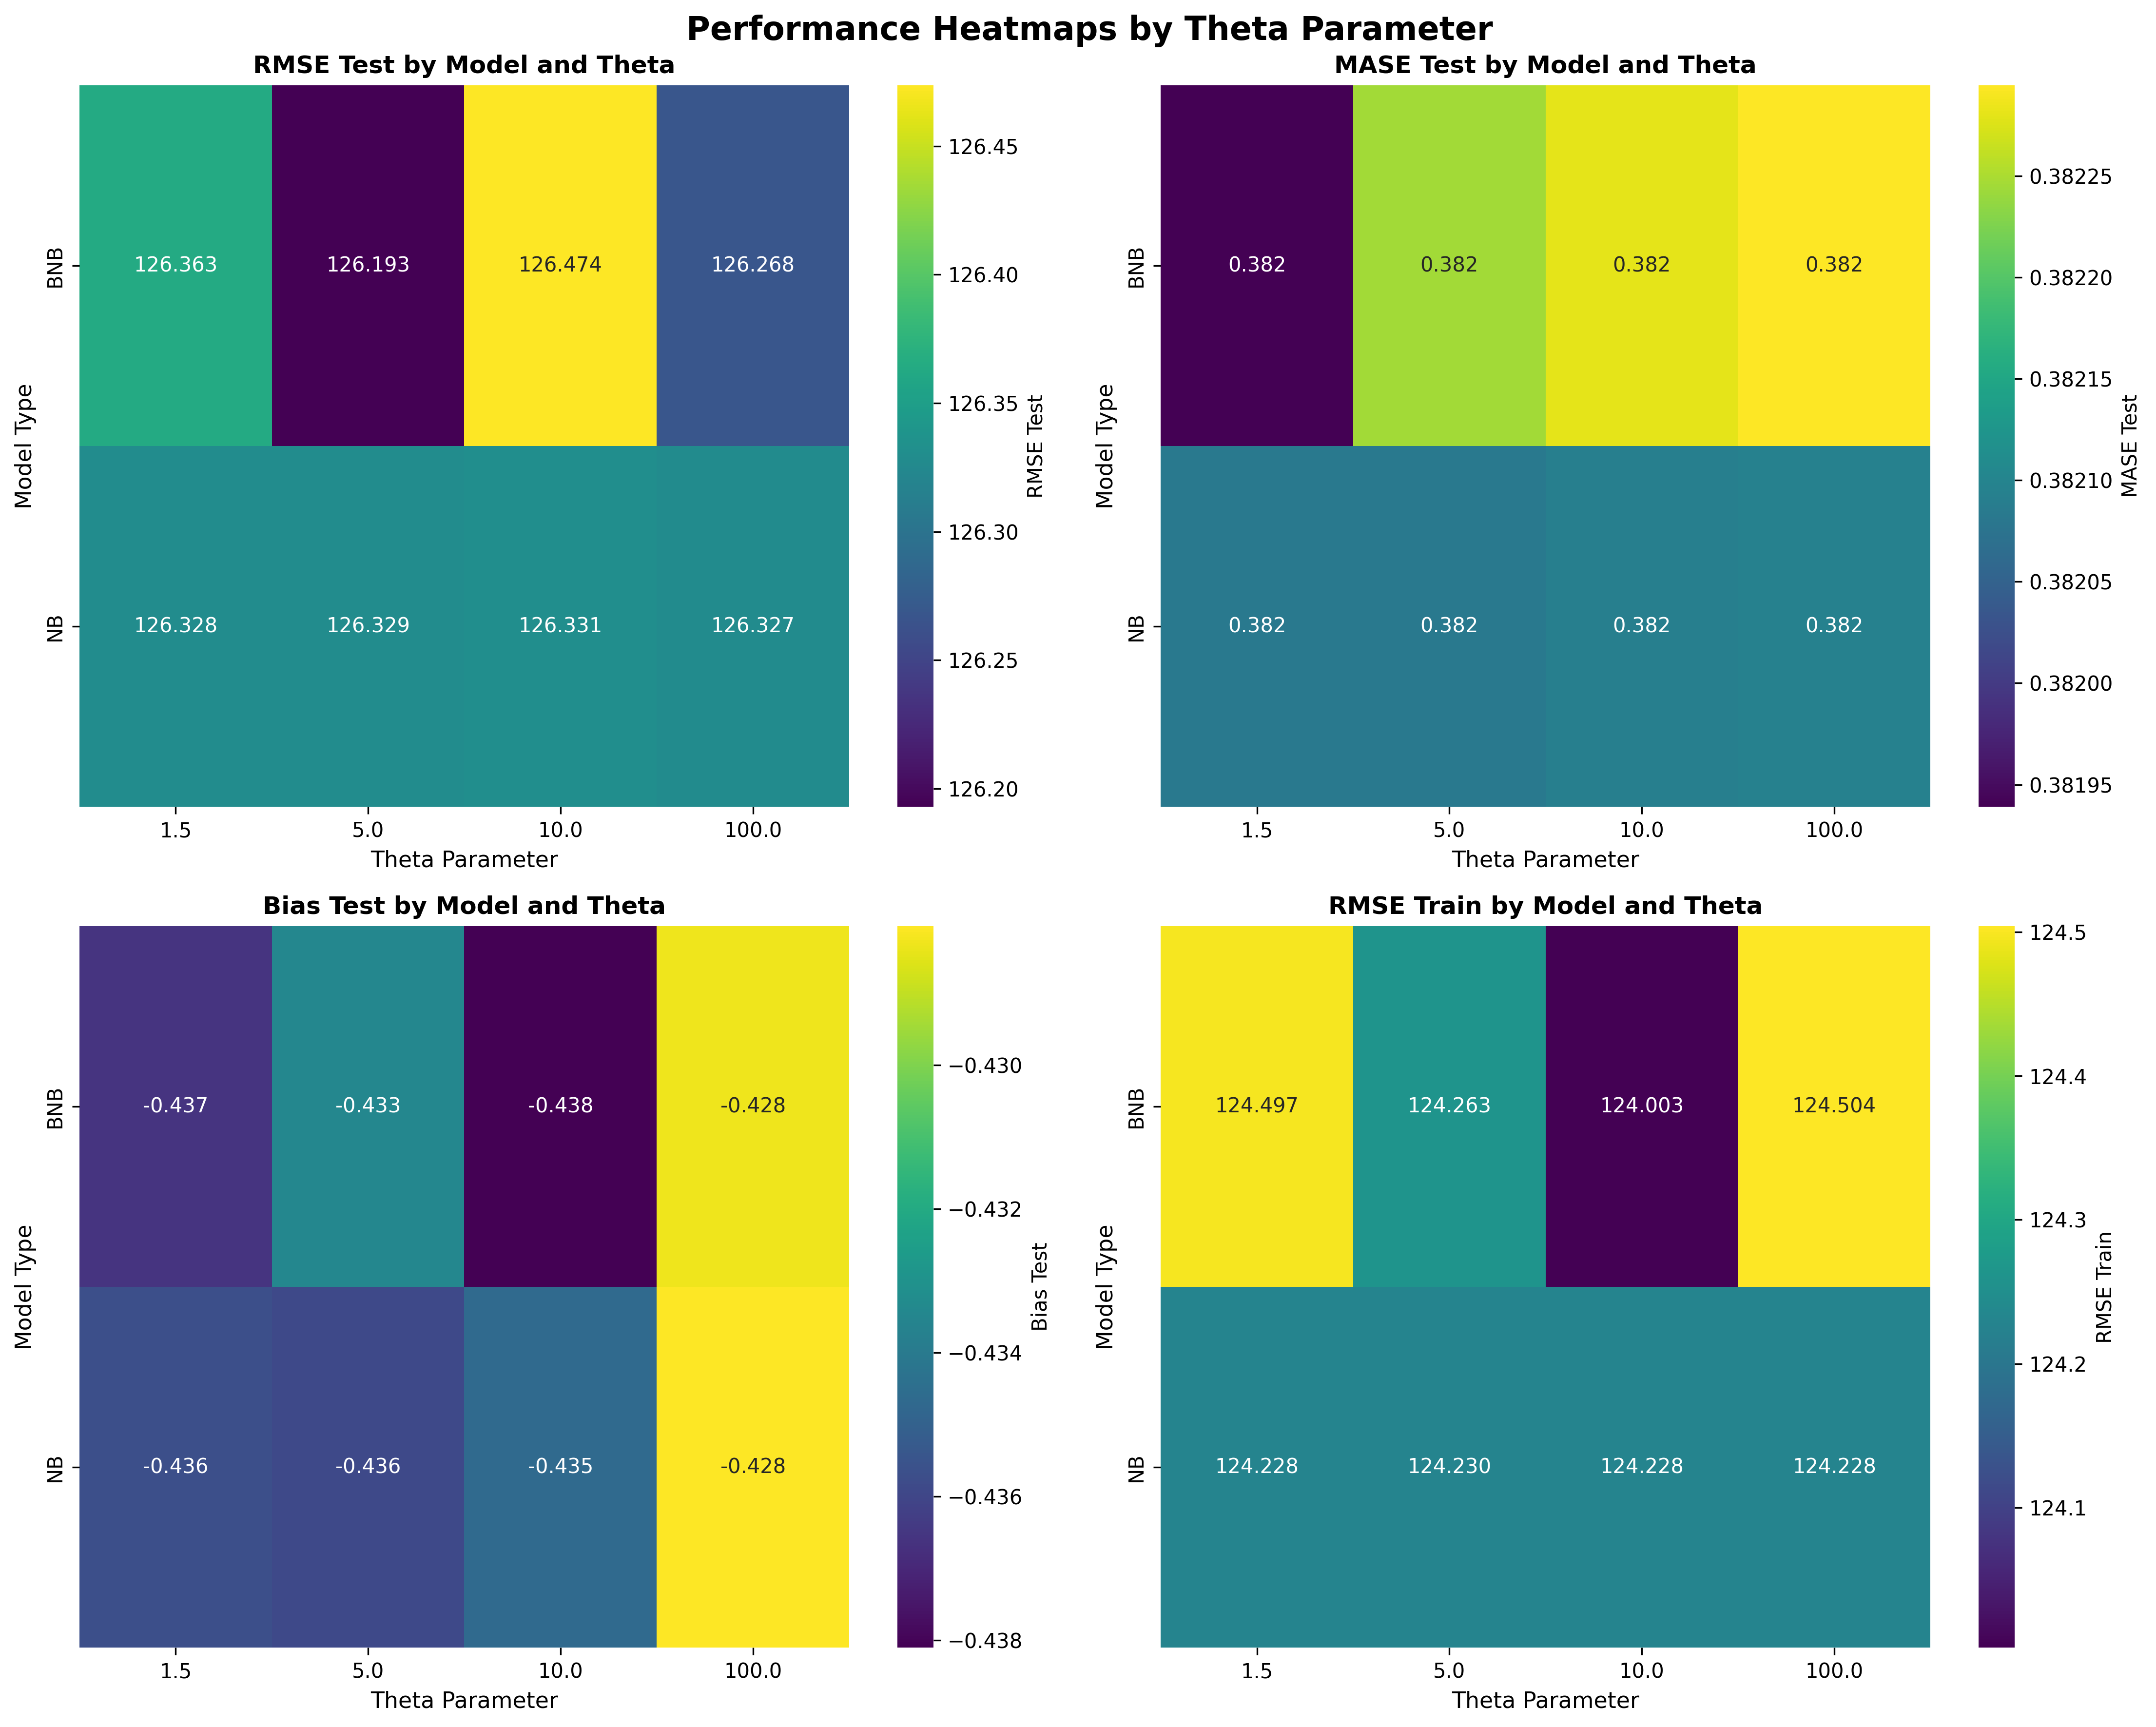 Performance Heatmaps by Theta Parameter
RMSE Test by Model and Theta
Model Type
BNB
NB
126.363
126.193
126.474
126.268
126.328
126.329
126.331
126.327
1.5
5.0
10.0
100.0
Theta Parameter
126.45
126.40
126.35
126.30
126.25
126.20
RMSE Test
MASE Test by Model and Theta
Model Type
BNB
NB
0.382
0.382
0.382
0.382
0.382
0.382
0.382
0.382
1.5
5.0
10.0
100.0
Theta Parameter
0.38225
0.38220
0.38215
0.38210
0.38205
0.38200
0.38195
MASE Test
Bias Test by Model and Theta
Model Type
BNB
NB
-0.437
-0.433
-0.438
-0.428
-0.436
-0.436
-0.435
-0.428
1.5
5.0
10.0
100.0
Theta Parameter
−0.430
−0.432
−0.434
−0.436
−0.438
Bias Test
RMSE Train by Model and Theta
Model Type
BNB
NB
124.497
124.263
124.003
124.504
124.228
124.230
124.228
124.228
1.5
5.0
10.0
100.0
Theta Parameter
124.5
124.4
124.3
124.2
124.1
RMSE Train